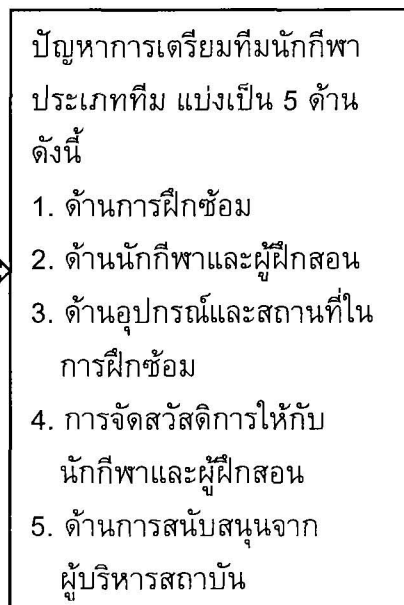 ปัญหาการเตรียมทีมนักกีฬา
ประเภททีม แบ่งเป็น 5 ด้าน
ดังนี้
1. ด้านการฝึกซ้อม
2. ด้านนักกีฬาและผู้ฝึกสอน
3. ด้านอุปกรณ์และสถานที่ใน
การฝึกซ้อม
4. การจัดสวัสดิการให้กับ
นักกีฬาและผู้ฝึกสอน
5. ด้านการสนับสนุนจาก
ผู้บริหารสถาบัน